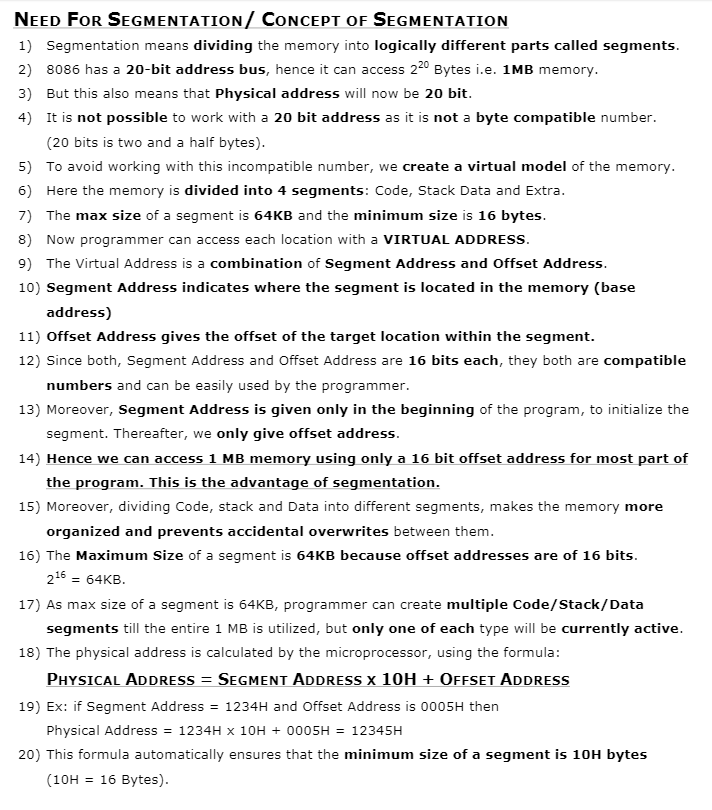 NEED FOR SEGMENTATION/ CONCEPT OF SEGMENTATION
1) Segmentation means dividing the memory into logically different parts called segments.
2) 8086 has a 20-bit address bus, hence it can access 2²⁰ Bytes i.e. 1MB memory.
3) But this also means that Physical address will now be 20 bit.
4) It is not possible to work with a 20 bit address as it is not a byte compatible number.
(20 bits is two and a half bytes).
5) To avoid working with this incompatible number, we create a virtual model of the memory.
6) Here the memory is divided into 4 segments: Code, Stack Data and Extra.
7) The max size of a segment is 64KB and the minimum size is 16 bytes.
8) Now programmer can access each location with a VIRTUAL ADDRESS.
9) The Virtual Address is a combination of Segment Address and Offset Address.
10) Segment Address indicates where the segment is located in the memory (base
address)
11) Offset Address gives the offset of the target location within the segment.
12) Since both, Segment Address and Offset Address are 16 bits each, they both are compatible
numbers and can be easily used by the programmer.
13) Moreover, Segment Address is given only in the beginning of the program, to initialize the
segment. Thereafter, we only give offset address.
14) Hence we can access 1 MB memory using only a 16 bit offset address for most part of
the program. This is the advantage of segmentation.
15) Moreover, dividing Code, stack and Data into different segments, makes the memory more
organized and prevents accidental overwrites between them.
16) The Maximum Size of a segment is 64KB because offset addresses are of 16 bits.
2¹⁶ = 64KB.
17) As max size of a segment is 64KB, programmer can create multiple Code/Stack/Data
segments till the entire 1 MB is utilized, but only one of each type will be currently active.
18) The physical address is calculated by the microprocessor, using the formula:
PHYSICAL ADDRESS = SEGMENT ADDRESS X 10H + OFFSET ADDRESS
19) Ex: if Segment Address = 1234H and Offset Address is 0005H then
Physical Address = 1234H x 10H + 0005H = 12345H
20) This formula automatically ensures that the minimum size of a segment is 10H bytes
(10H = 16 Bytes).